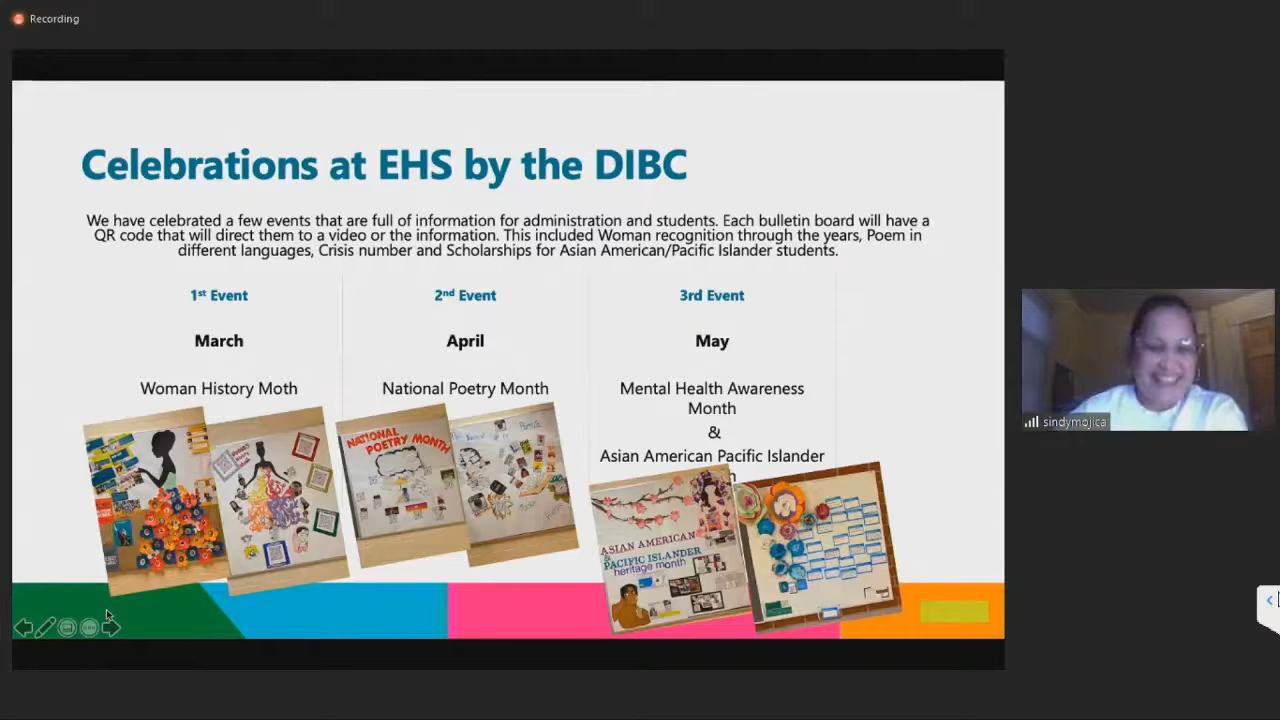 Recording
Celebrations at EHS by the DIBC
We have celebrated a few events that are full of information for administration and students. Each bulletin board will have a
QR code that will direct them to a video or the information. This included Woman recognition through the years, Poem in
different languages, Crisis number and Scholarships for Asian American/Pacific Islander students.
1st Event
March
Woman History Moth
2nd Event
April
National Poetry Month
3rd Event
May
Mental Health Awareness
Month
&
Asian American Pacific Islander
NATIONAL
POETRY MONTH
ASIAN AMERICAN
&
PACIFIC ISLANDER
heritage month
sindymojica